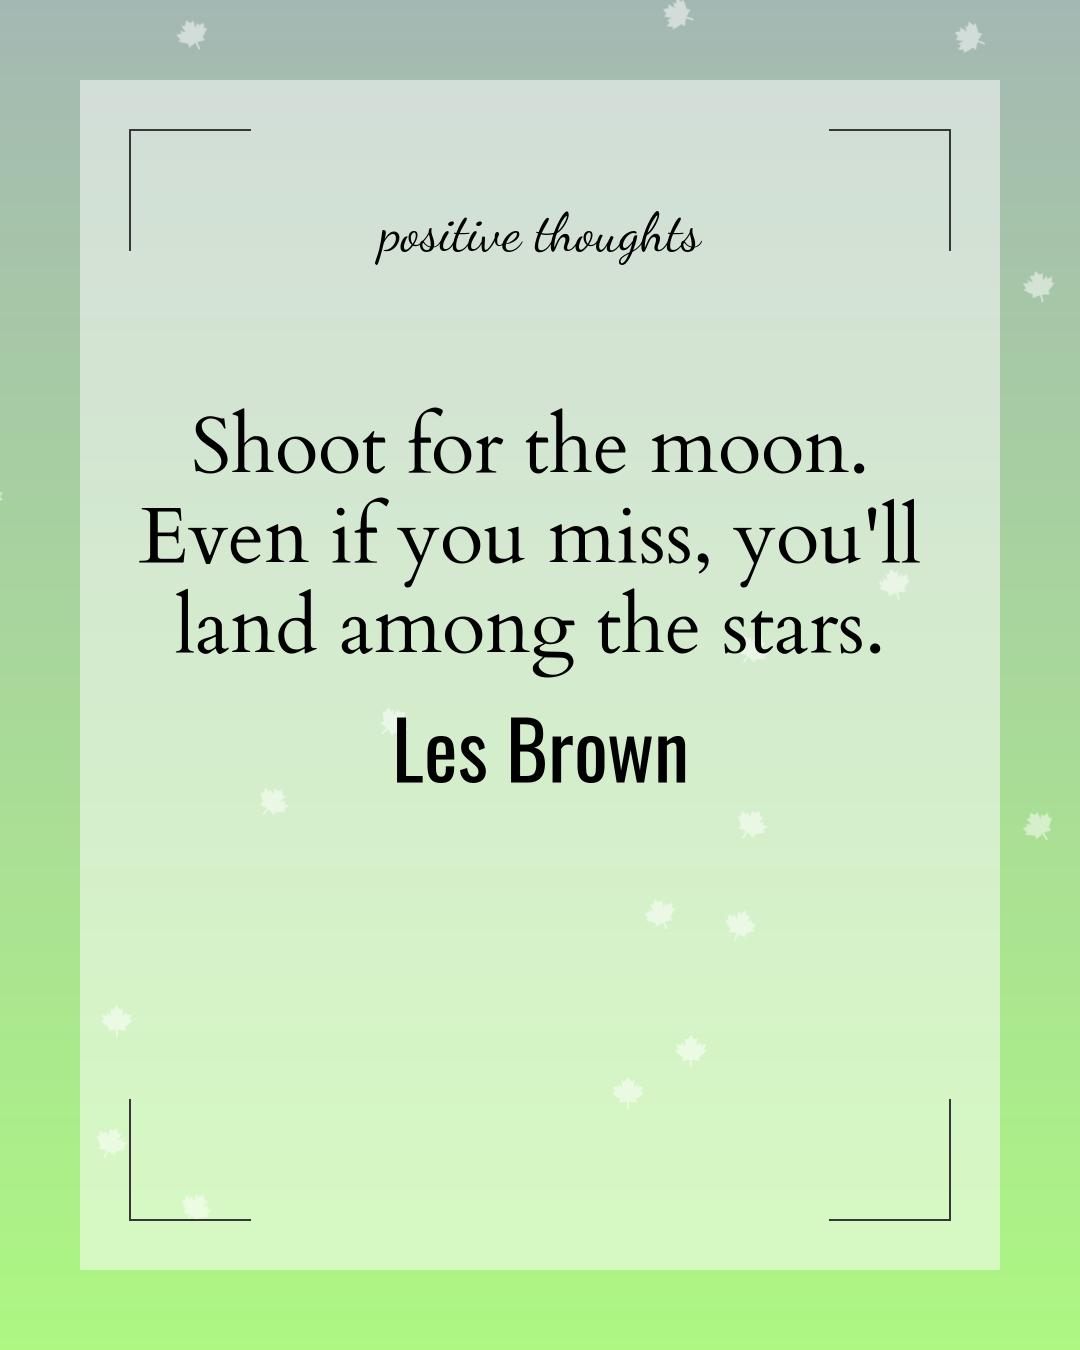 positive thoughts
Shoot for the moon.
Even if you miss, you'll
land among the stars.
Les Brown